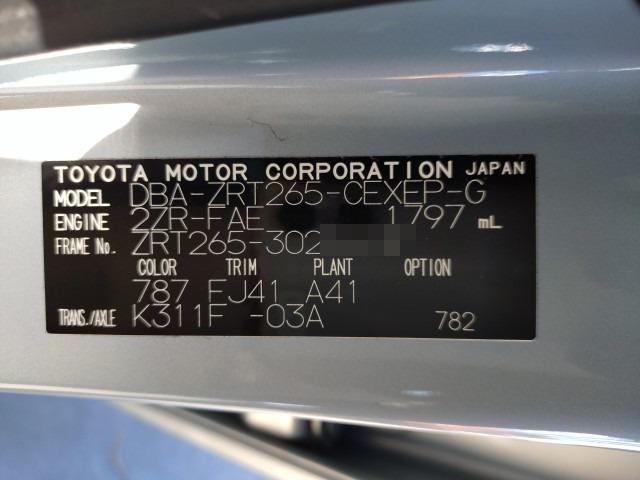 TOYOTA MOTOR CORPORATION JAPAN
MODEL DBA-ZRT265-CEXEP-G
ENGINE 2ZR-FAE 1797 mL
FRAME No. ZRT265-302
COLOR TRIM PLANT OPTION
787 FJ41 A41
TRANS./AXLE K311F -03A 782